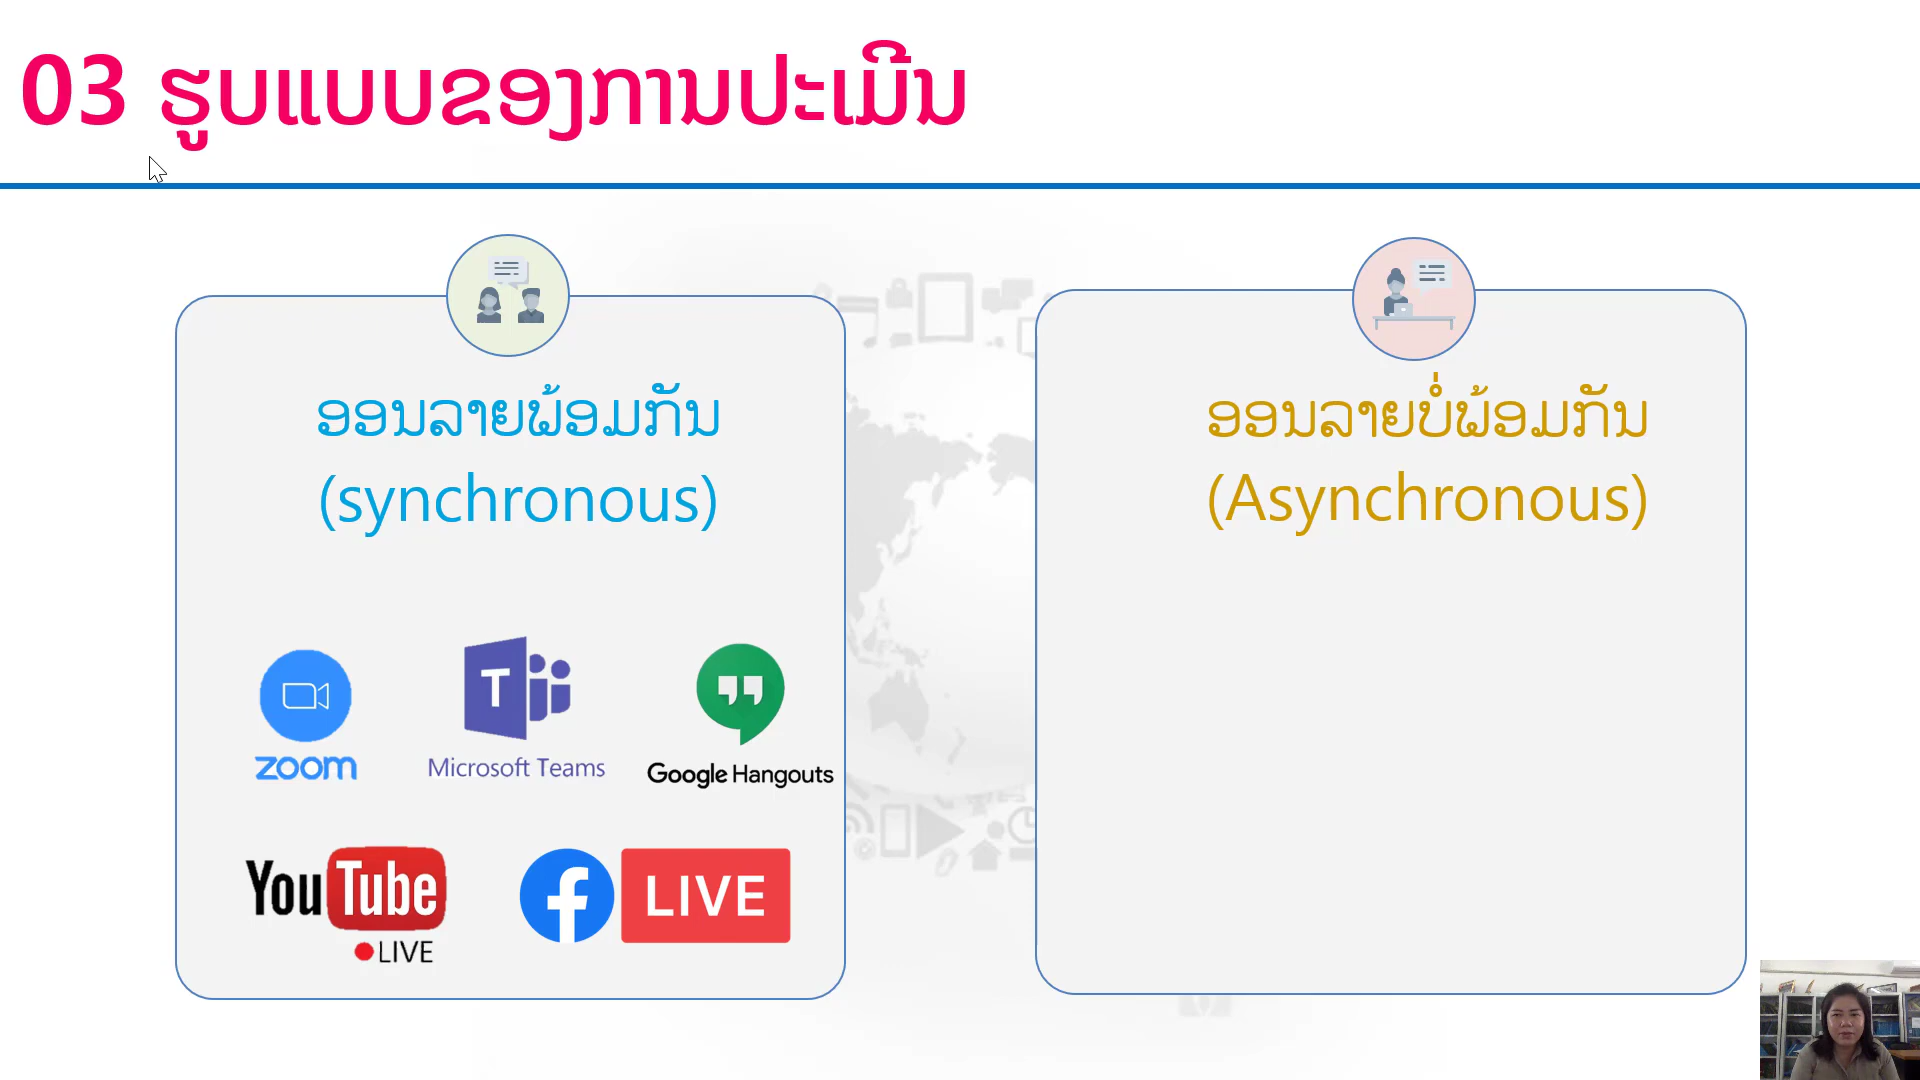 03 ຮູບແບບຂອງການປະເມີນ
ອອນລາຍພ້ອມກັນ
(synchronous)
zoom
Microsoft Teams
Google Hangouts
YouTube
LIVE
LIVE
ອອນລາຍບໍ່ພ້ອມກັນ
(Asynchronous)